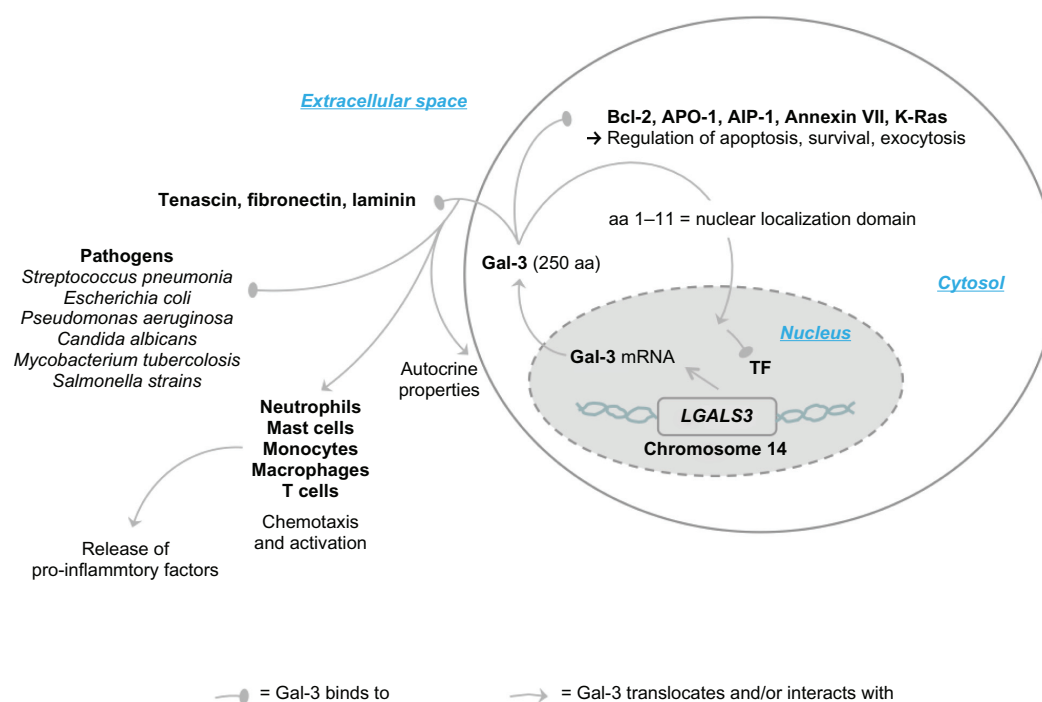 Extracellular space
Bcl-2, APO-1, AIP-1, Annexin VII, K-Ras
→ Regulation of apoptosis, survival, exocytosis
Tenascin, fibronectin, laminin
aa 1–11 = nuclear localization domain
Pathogens
Streptococcus pneumonia
Escherichia coli
Pseudomonas aeruginosa
Candida albicans
Mycobacterium tubercolosis
Salmonella strains
Gal-3 (250 aa)
Cytosol
Nucleus
Gal-3 mRNA
TF
Autocrine
properties
LGALS3
Chromosome 14
Neutrophils
Mast cells
Monocytes
Macrophages
T cells
Chemotaxis
and activation
Release of
pro-inflammtory factors
= Gal-3 binds to
= Gal-3 translocates and/or interacts with